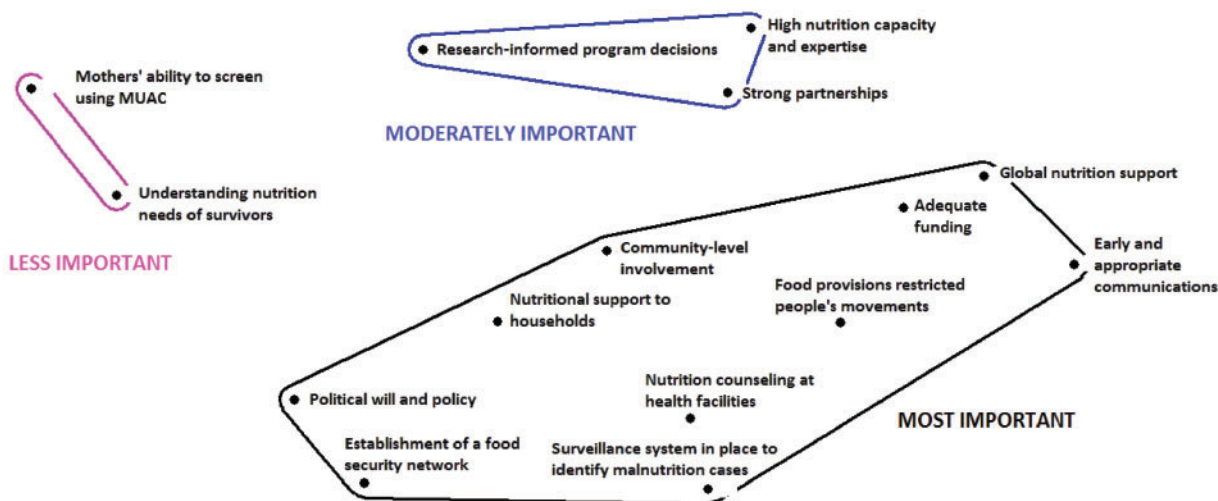 High nutrition capacity
and expertise
Research-informed program decisions
Strong partnerships
MODERATELY IMPORTANT
Mothers' ability to screen
using MUAC
Understanding nutrition
needs of survivors
LESS IMPORTANT
Global nutrition support
Adequate
funding
Early and
appropriate
communications
Community-level
involvement
Food provisions restricted
people's movements
Nutritional support to
households
Nutrition counseling at
health facilities
Political will and policy
MOST IMPORTANT
Establishment of a food
security network
Surveillance system in place to
identify malnutrition cases